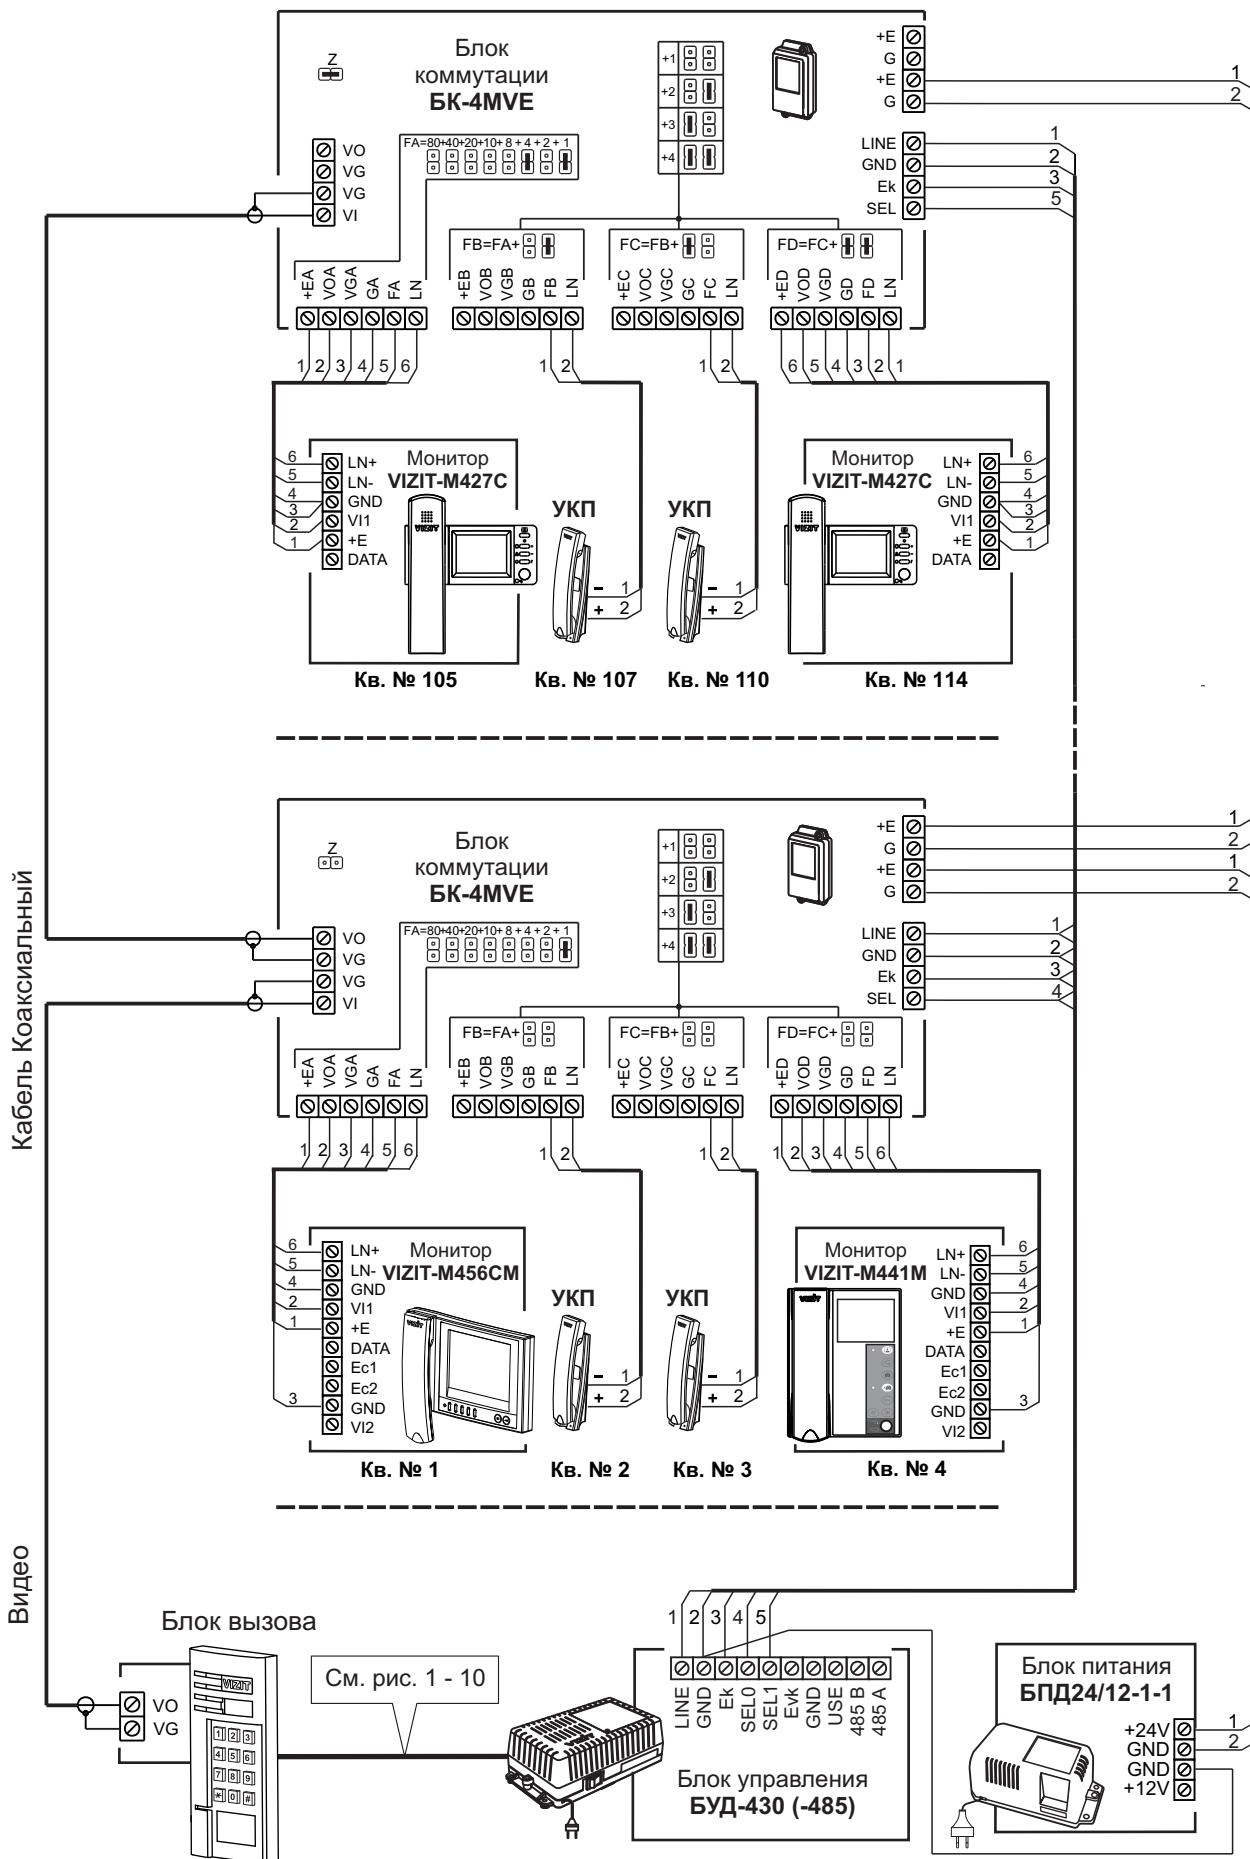 Блок
коммутации
БК-4MVE
Z
+1
+2
+3
+4
+E
G
+E
G
1
2
LINE
GND
Ek
SEL
1
2
3
5
VO
VG
VG
VI
FA=80+40+20+10+ 8 + 4 + 2 + 1
FB=FA+
FC=FB+
FD=FC+
+EA VOA VGA GA FA LN
+EB VOB VGB GB FB LN
+EC VOC VGC GC FC LN
+ED VOD VGD GD FD LN
1 2 3 4 5 6
1 2
1 2
6 5 4 3 2 1
Монитор
VIZIT-M427C
6 LN+
5 LN-
4 GND
3
2 VI1
1 +E
DATA
VIZIT
УКП
- 1
+ 2
УКП
- 1
+ 2
Монитор
VIZIT-M427C
LN+ 6
LN- 5
GND 4
3
VI1 2
+E 1
DATA
VIZIT
Кв. № 105
Кв. № 107
Кв. № 110
Кв. № 114
Кабель Коаксиальный
Блок
коммутации
БК-4MVE
Z
+1
+2
+3
+4
+E
G
+E
G
1
2
1
2
LINE
GND
Ek
SEL
1
2
3
4
VO
VG
VG
VI
FA=80+40+20+10+ 8 + 4 + 2 + 1
FB=FA+
FC=FB+
FD=FC+
+EA VOA VGA GA FA LN
+EB VOB VGB GB FB LN
+EC VOC VGC GC FC LN
+ED VOD VGD GD FD LN
1 2 3 4 5 6
1 2
1 2
1 2 3 4 5 6
Монитор
VIZIT-M456CM
6 LN+
5 LN-
4 GND
2 VI1
1 +E
DATA
Ec1
Ec2
3 GND
VI2
VIZIT
УКП
- 1
+ 2
УКП
- 1
+ 2
Монитор
VIZIT-M441M
LN+ 6
LN- 5
GND 4
VI1 2
+E 1
DATA
Ec1
Ec2
GND 3
VI2
VIZIT
Кв. № 1
Кв. № 2
Кв. № 3
Кв. № 4
Видео
Блок вызова
VO
VG
VIZIT
1 2 3
4 5 6
7 8 9
* 0 #
См. рис. 1 - 10
1 2 3 4 5
LINE GND Ek SEL0 SEL1 Evk GND USE 485 B 485 A
Блок управления
БУД-430 (-485)
Блок питания
БПД24/12-1-1
+24V 1
GND 2
GND
+12V